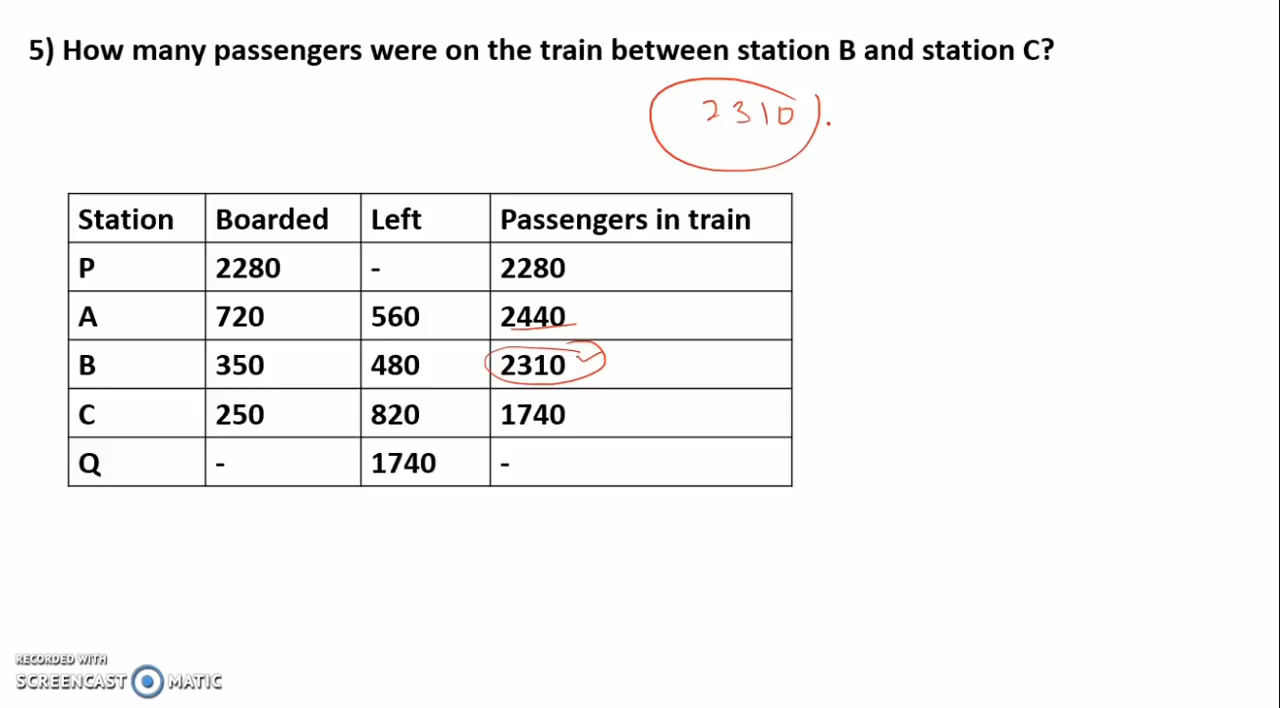 5) How many passengers were on the train between station B and station C?
2310).
Station Boarded Left Passengers in train
P 2280 - 2280
A 720 560 2440
B 350 480 2310
C 250 820 1740
Q - 1740 -
RECORDED WITH
SCREENCAST MATIC